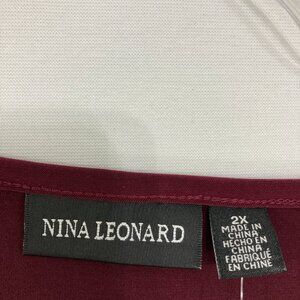 NINA LEONARD
2X
MADE IN
CHINA
HECHO EN
CHINA
FABRIQUÉ
EN CHINE